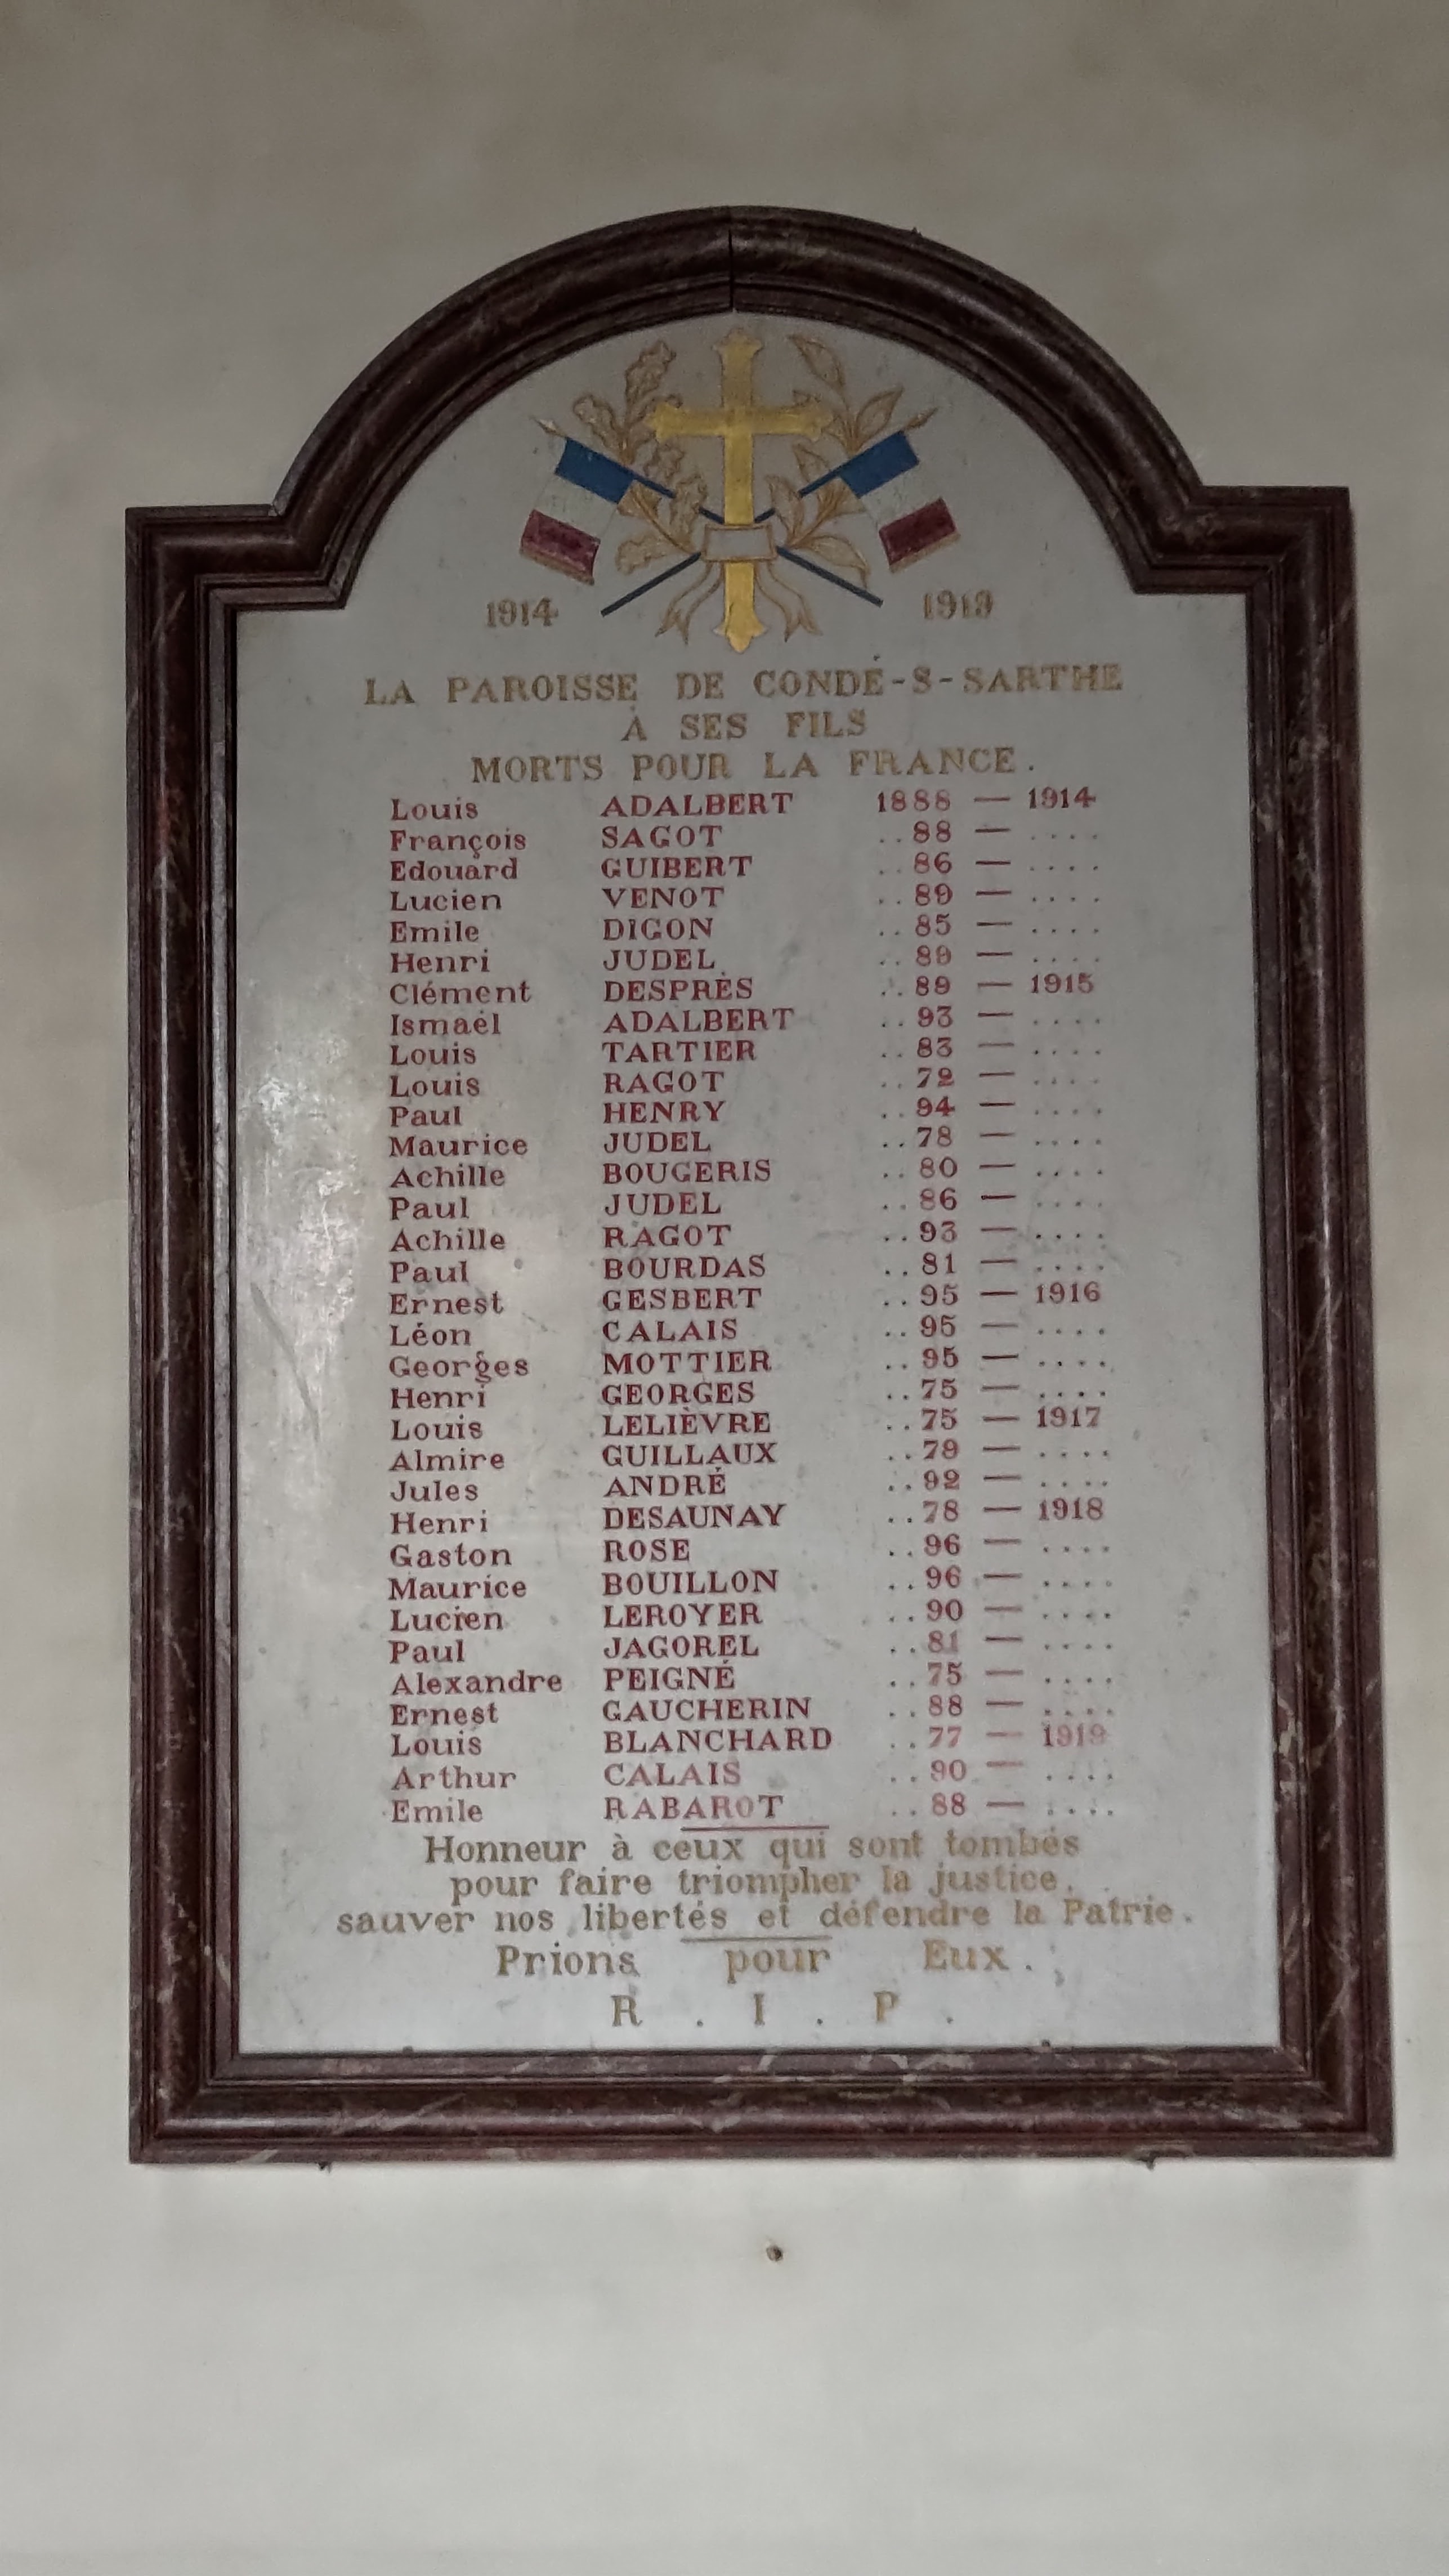 1914 1919
LA PAROISSE DE CONDÉ-S-SARTHE
À SES FILS
MORTS POUR LA FRANCE.
Louis ADALBERT 1888 — 1914
François SAGOT ..88 — ....
Edouard GUIBERT ..86 — ....
Lucien VENOT ..89 — ....
Emile DIGON ..85 — ....
Henri JUDEL ..89 — ....
Clément DESPRÈS ..89 — 1915
Ismaël ADALBERT ..93 — ....
Louis TARTIER ..83 — ....
Louis RAGOT ..72 — ....
Paul HENRY ..94 — ....
Maurice JUDEL ..78 — ....
Achille BOUGERIS ..80 — ....
Paul JUDEL ..86 — ....
Achille RAGOT ..93 — ....
Paul BOURDAS ..81 — ....
Ernest GESBERT ..95 — 1916
Léon CALAIS ..95 — ....
Georges MOTTIER ..95 — ....
Henri GEORGES ..75 — ....
Louis LELIÈVRE ..75 — 1917
Almire GUILLAUX ..79 — ....
Jules ANDRÉ ..92 — ....
Henri DESAUNAY ..78 — 1918
Gaston ROSE ..96 — ....
Maurice BOUILLON ..96 — ....
Lucien LEROYER ..90 — ....
Paul JAGOREL ..81 — ....
Alexandre PEIGNÉ ..75 — ....
Ernest GAUCHERIN ..88 — ....
Louis BLANCHARD ..77 — 1919
Arthur CALAIS ..90 — ....
Emile RABAROT ..88 — ....
Honneur à ceux qui sont tombés
pour faire triompher la justice,
sauver nos libertés et défendre la Patrie.
Prions pour Eux.
R . I . P .